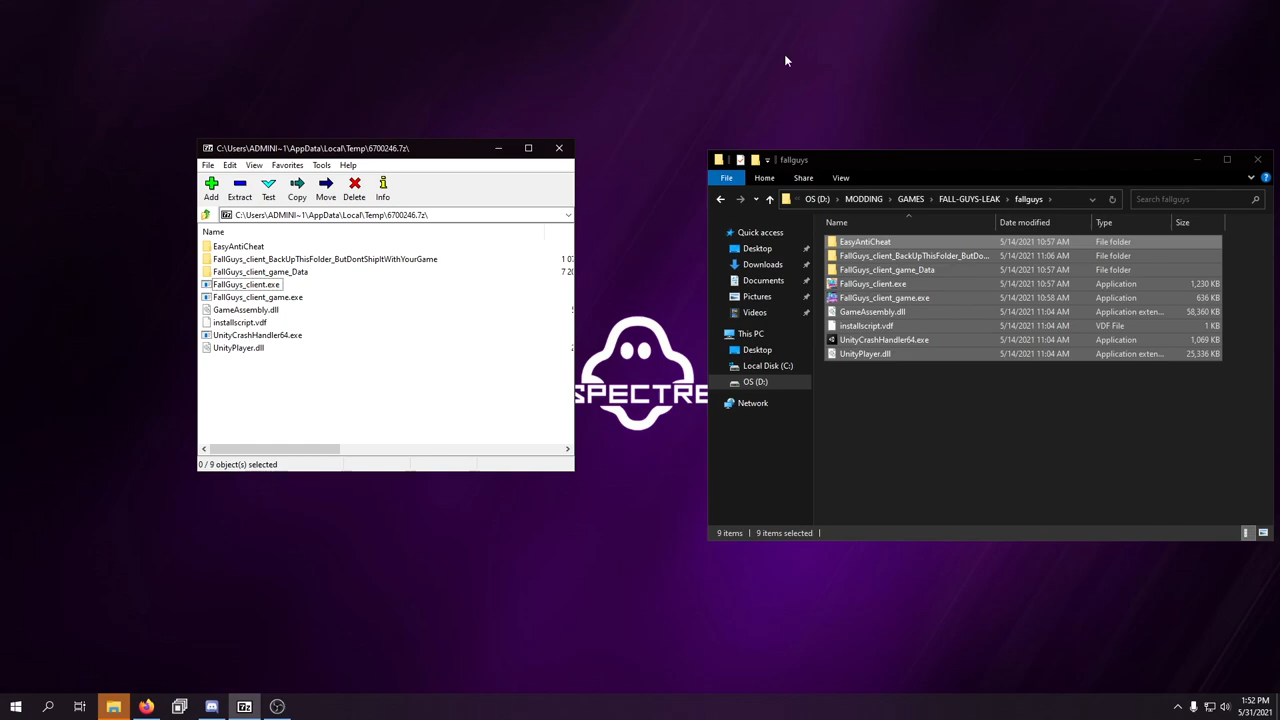 C:\Users\ADMINI~1\AppData\Local\Temp\6700246.7z\
File Edit View Favorites Tools Help
Add Extract Test Copy Move Delete Info
7z C:\Users\ADMINI~1\AppData\Local\Temp\6700246.7z\
Name
EasyAntiCheat
FallGuys_client_BackUpThisFolder_ButDontShipItWithYourGame 1 07
FallGuys_client_game_Data 7 20
FallGuys_client.exe
FallGuys_client_game.exe
GameAssembly.dll
installscript.vdf
UnityCrashHandler64.exe
UnityPlayer.dll
0 / 9 object(s) selected
SPECTRE
fallguys
File Home Share View
OS (D:) MODDING GAMES FALL-GUYS-LEAK fallguys
Search fallguys
Quick access
Desktop
Downloads
Documents
Pictures
Videos
This PC
Desktop
Local Disk (C:)
OS (D:)
Network
Name Date modified Type Size
EasyAntiCheat 5/14/2021 10:57 AM File folder
FallGuys_client_BackUpThisFolder_ButDo... 5/14/2021 11:06 AM File folder
FallGuys_client_game_Data 5/14/2021 10:57 AM File folder
FallGuys_client.exe 5/14/2021 10:57 AM Application 1,230 KB
FallGuys_client_game.exe 5/14/2021 10:58 AM Application 636 KB
GameAssembly.dll 5/14/2021 11:04 AM Application exten... 58,360 KB
installscript.vdf 5/14/2021 11:04 AM VDF File 1 KB
UnityCrashHandler64.exe 5/14/2021 11:04 AM Application 1,069 KB
UnityPlayer.dll 5/14/2021 11:04 AM Application exten... 25,336 KB
9 items 9 items selected
7z
1:52 PM
5/31/2021